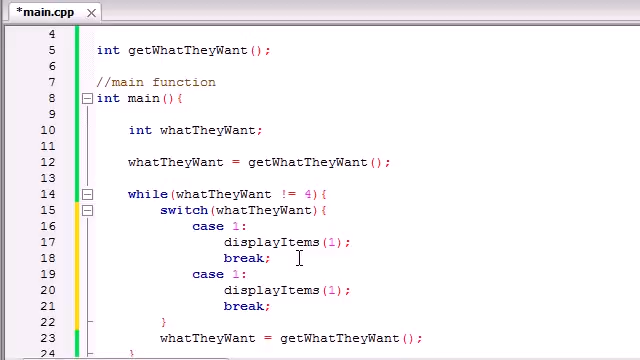 *main.cpp
4
5 int getWhatTheyWant();
6
7 //main function
8 int main(){
9
10 int whatTheyWant;
11
12 whatTheyWant = getWhatTheyWant();
13
14 while(whatTheyWant != 4){
15 switch(whatTheyWant){
16 case 1:
17 displayItems(1);
18 break;
19 case 1:
20 displayItems(1);
21 break;
22 }
23 whatTheyWant = getWhatTheyWant();
24 }